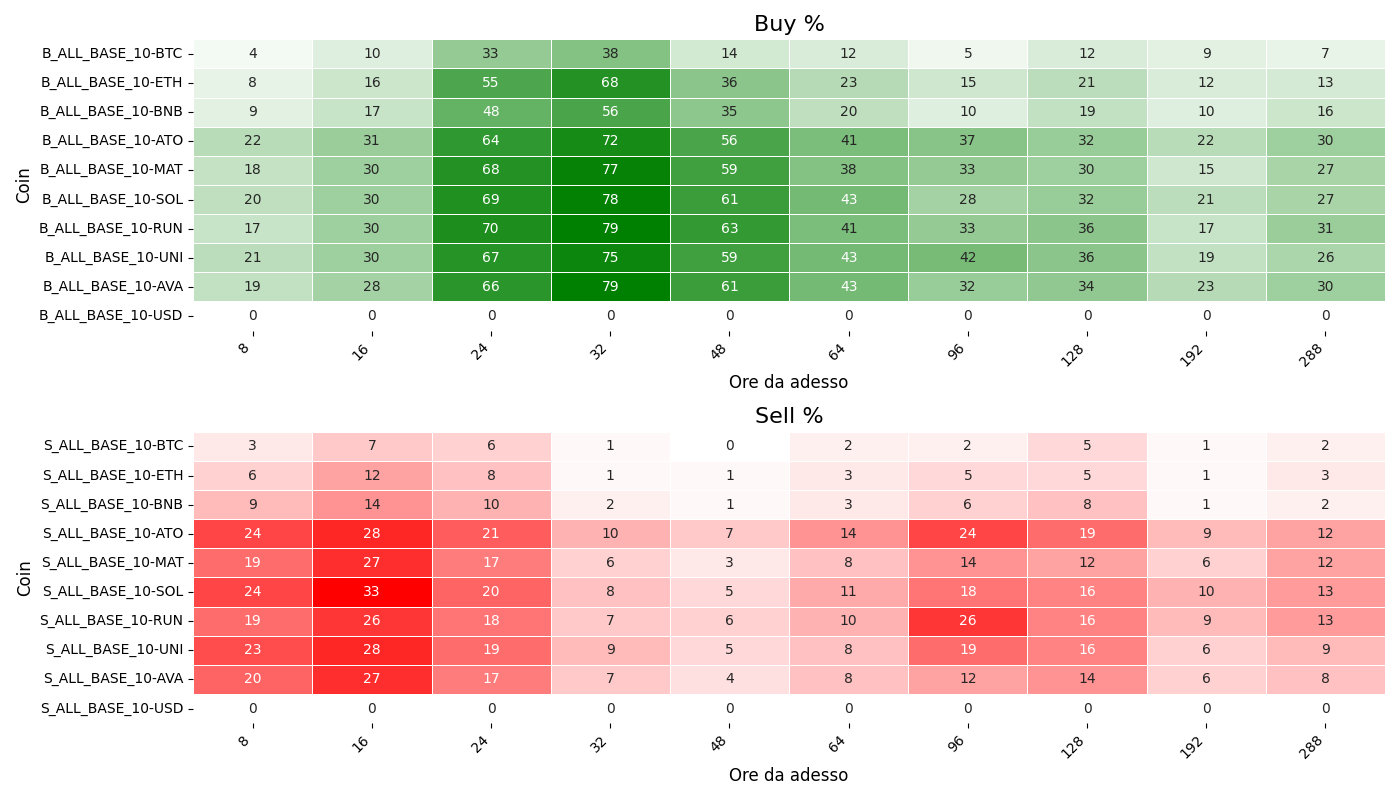 Buy %
Coin
B_ALL_BASE_10-BTC 4 10 33 38 14 12 5 12 9 7
B_ALL_BASE_10-ETH 8 16 55 68 36 23 15 21 12 13
B_ALL_BASE_10-BNB 9 17 48 56 35 20 10 19 10 16
B_ALL_BASE_10-ATO 22 31 64 72 56 41 37 32 22 30
B_ALL_BASE_10-MAT 18 30 68 77 59 38 33 30 15 27
B_ALL_BASE_10-SOL 20 30 69 78 61 43 28 32 21 27
B_ALL_BASE_10-RUN 17 30 70 79 63 41 33 36 17 31
B_ALL_BASE_10-UNI 21 30 67 75 59 43 42 36 19 26
B_ALL_BASE_10-AVA 19 28 66 79 61 43 32 34 23 30
B_ALL_BASE_10-USD 0 0 0 0 0 0 0 0 0 0
8 16 24 32 48 64 96 128 192 288
Ore da adesso
Sell %
Coin
S_ALL_BASE_10-BTC 3 7 6 1 0 2 2 5 1 2
S_ALL_BASE_10-ETH 6 12 8 1 1 3 5 5 1 3
S_ALL_BASE_10-BNB 9 14 10 2 1 3 6 8 1 2
S_ALL_BASE_10-ATO 24 28 21 10 7 14 24 19 9 12
S_ALL_BASE_10-MAT 19 27 17 6 3 8 14 12 6 12
S_ALL_BASE_10-SOL 24 33 20 8 5 11 18 16 10 13
S_ALL_BASE_10-RUN 19 26 18 7 6 10 26 16 9 13
S_ALL_BASE_10-UNI 23 28 19 9 5 8 19 16 6 9
S_ALL_BASE_10-AVA 20 27 17 7 4 8 12 14 6 8
S_ALL_BASE_10-USD 0 0 0 0 0 0 0 0 0 0
8 16 24 32 48 64 96 128 192 288
Ore da adesso